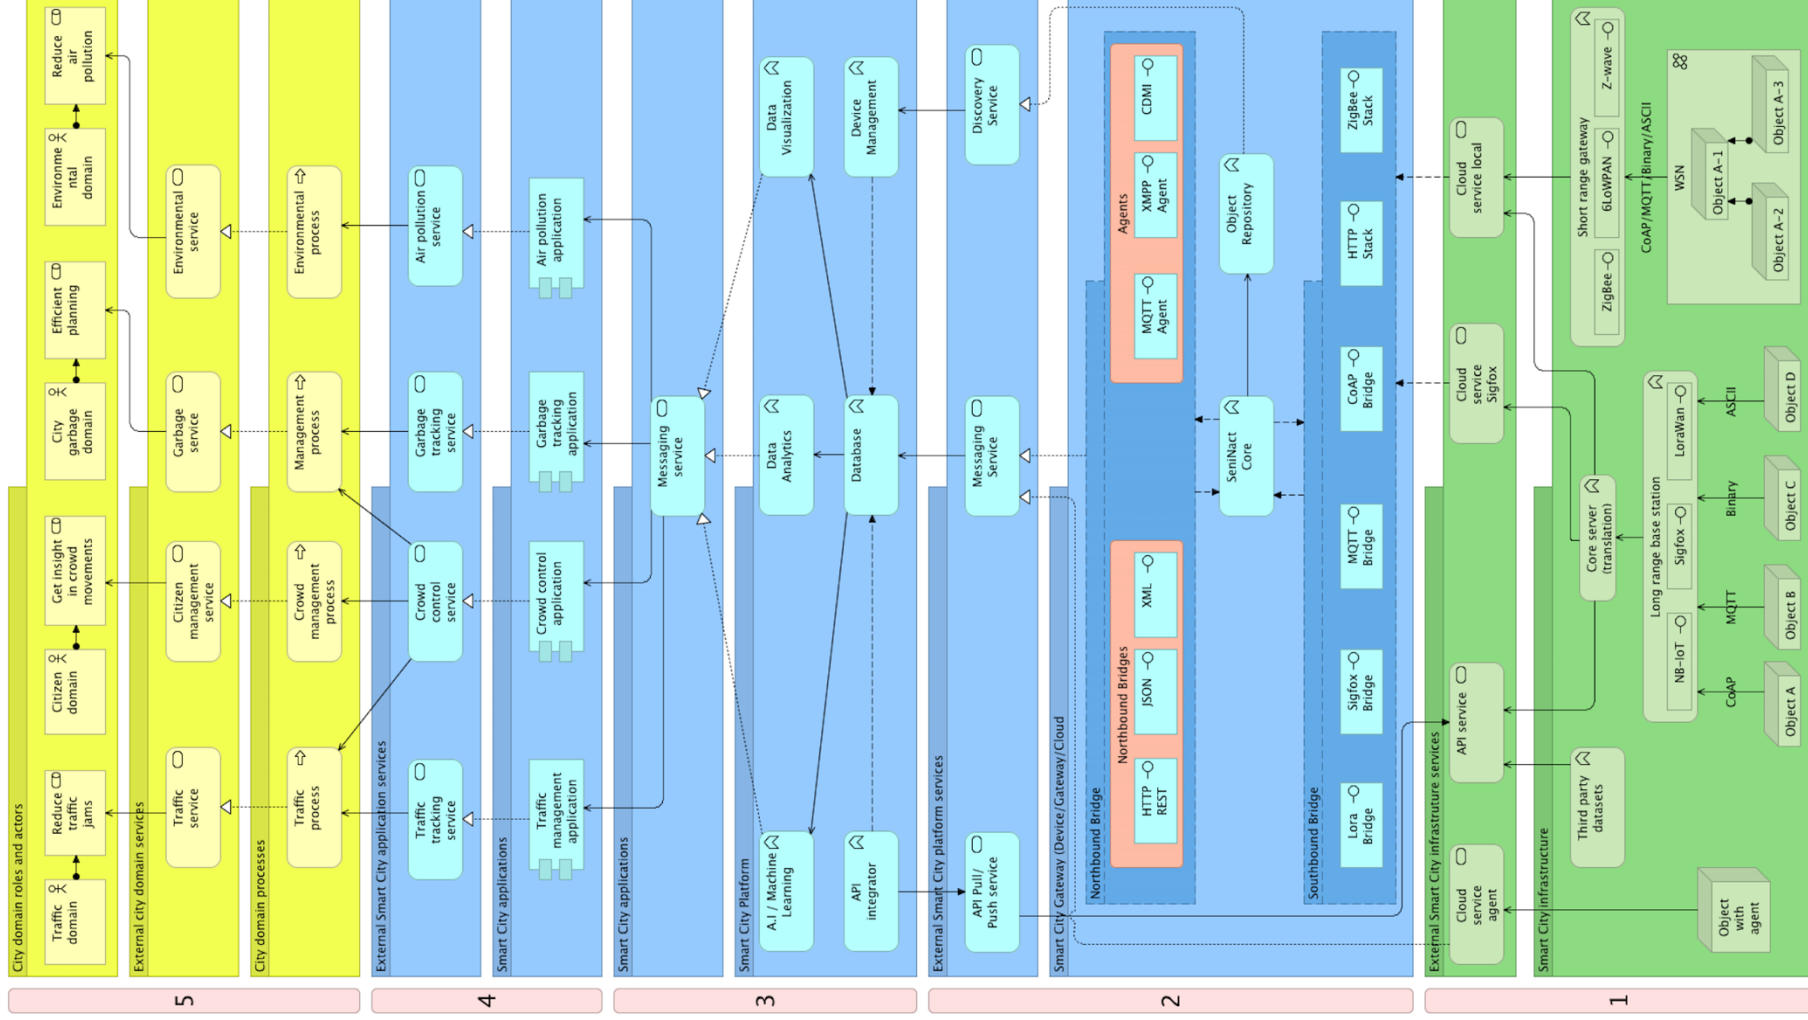 City domain roles and actors
Traffic
domain
Reduce
traffic
jams
Citizen
domain
Get insight
in crowd
movements
City
garbage
domain
Efficient
planning
Environme
ntal
domain
Reduce
air
pollution
External city domain services
Traffic
service
Citizen
management
service
Garbage
service
Environmental
service
City domain processes
Traffic
process
Crowd
management
process
Management
process
Environmental
process
5
External Smart City application services
Traffic
tracking
service
Crowd
control
service
Garbage
tracking
service
Air pollution
service
Smart City applications
Traffic
management
application
Crowd control
application
Garbage
tracking
application
Air pollution
application
4
Smart City applications
Messaging
service
Smart City Platform
A.I / Machine
Learning
Data
Analytics
Data
Visualization
API
integrator
Database
Device
Management
3
External Smart City platform services
API Pull/
Push service
Messaging
Service
Discovery
Service
Smart City Gateway (Device/Gateway/Cloud
Northbound Bridge
Northbound Bridges
HTTP
REST
JSON
XML
Agents
MQTT
Agent
XMPP
Agent
CDMI
SeniNact
Core
Object
Repository
Southbound Bridge
Lora
Bridge
Sigfox
Bridge
MQTT
Bridge
CoAP
Bridge
HTTP
Stack
ZigBee
Stack
2
External Smart City infrastruture services
Cloud
service
agent
API service
Cloud
service
Sigfox
Cloud
service local
Smart City infrastructure
Third party
datasets
Core server
(translation)
Short range gateway
ZigBee
6LoWPAN
Z-wave
Long range base station
NB-IoT
Sigfox
LoraWan
CoAP/MQTT/Binary/ASCII
CoAP
MQTT
Binary
ASCII
WSN
Object A-1
Object A-2
Object A-3
Object
with
agent
Object A
Object B
Object C
Object D
1